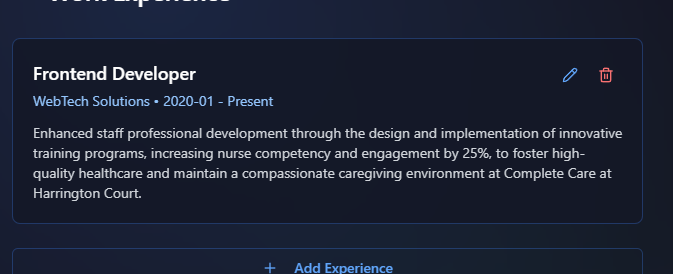 Work Experience
Frontend Developer
WebTech Solutions • 2020-01 - Present
Enhanced staff professional development through the design and implementation of innovative
training programs, increasing nurse competency and engagement by 25%, to foster high-
quality healthcare and maintain a compassionate caregiving environment at Complete Care at
Harrington Court.
+ Add Experience